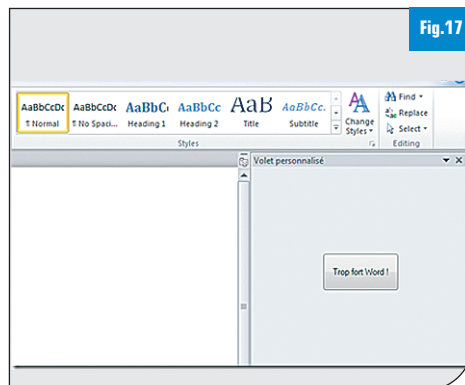 Fig.17
AaBbCcDc AaBbCcDc AaBbCı AaBbCc AaB AaBbCc.
¶ Normal ¶ No Spaci... Heading 1 Heading 2 Title Subtitle
Change Styles
Find
Replace
Select
Styles
Editing
Volet personnalisé
Trop fort Word !